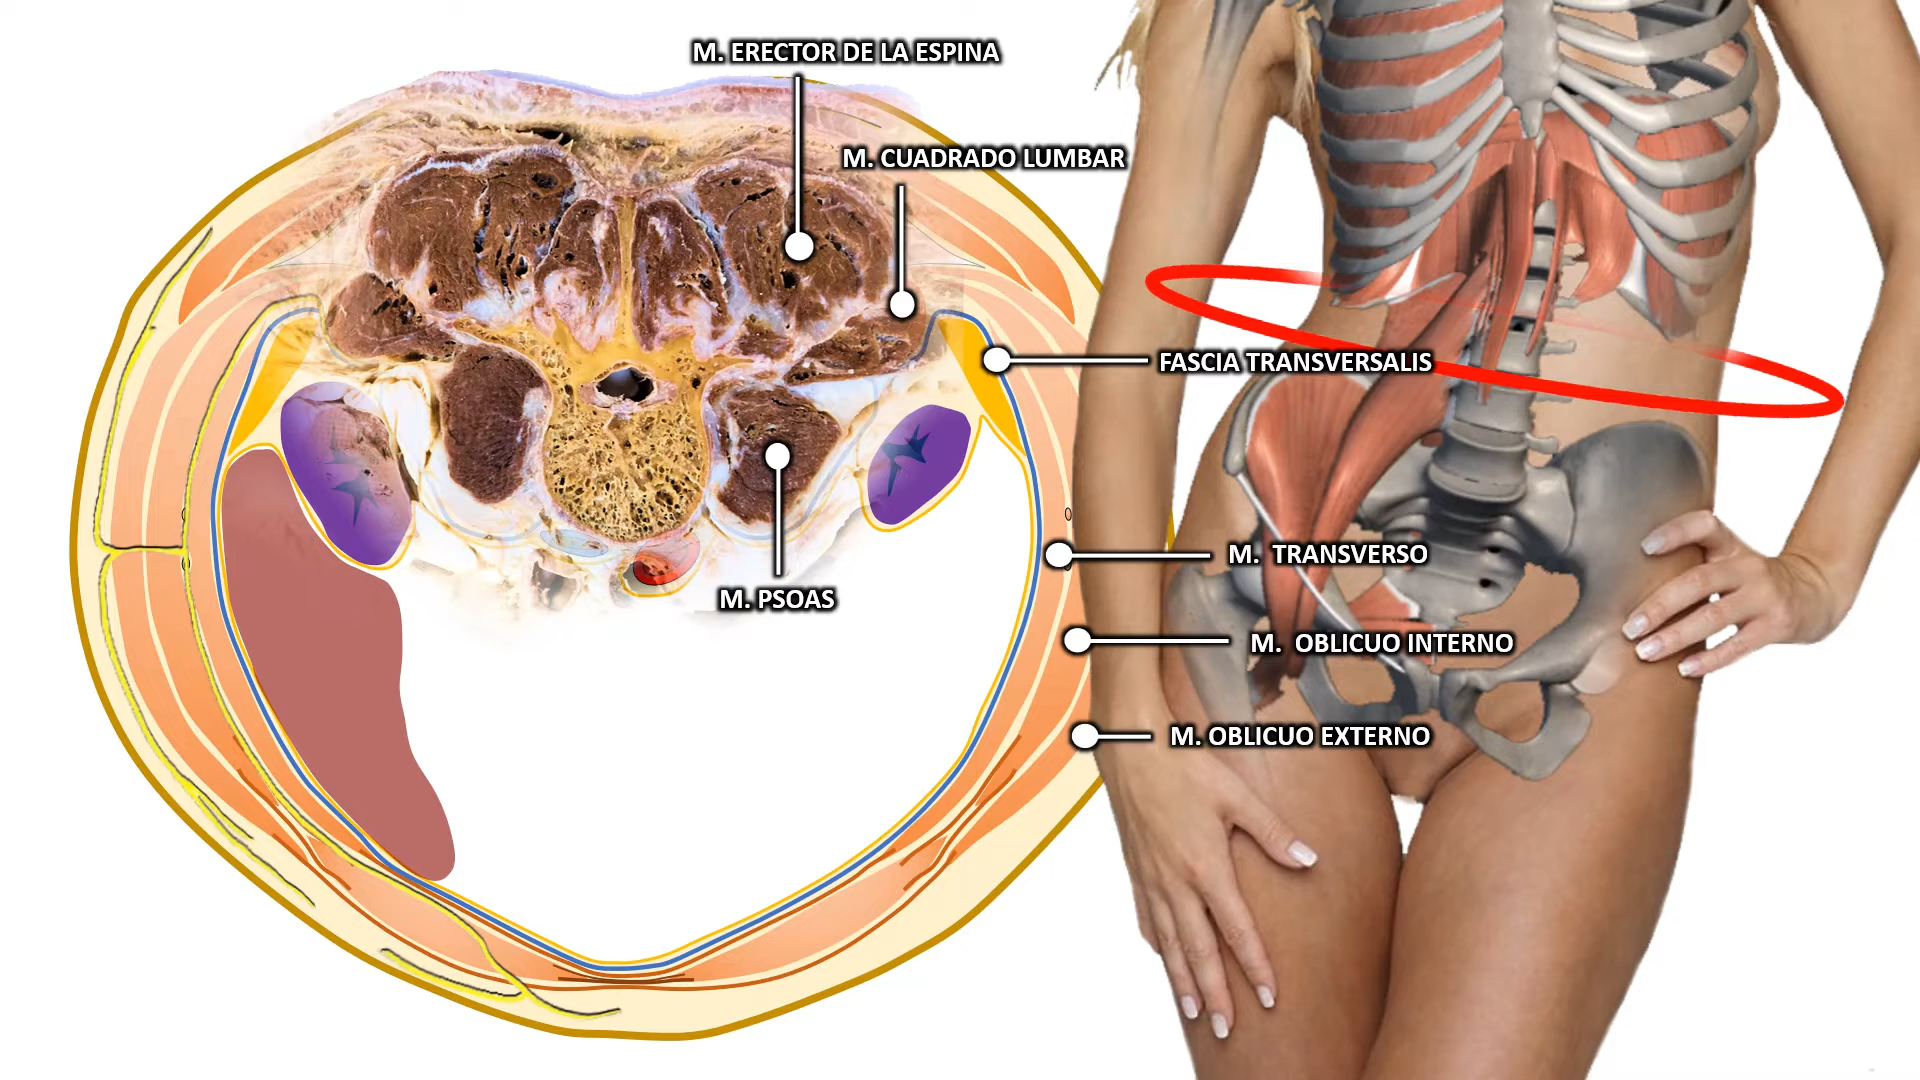 M. ERECTOR DE LA ESPINA
M. CUADRADO LUMBAR
FASCIA TRANSVERSALIS
M. TRANSVERSO
M. PSOAS
M. OBLICUO INTERNO
M. OBLICUO EXTERNO